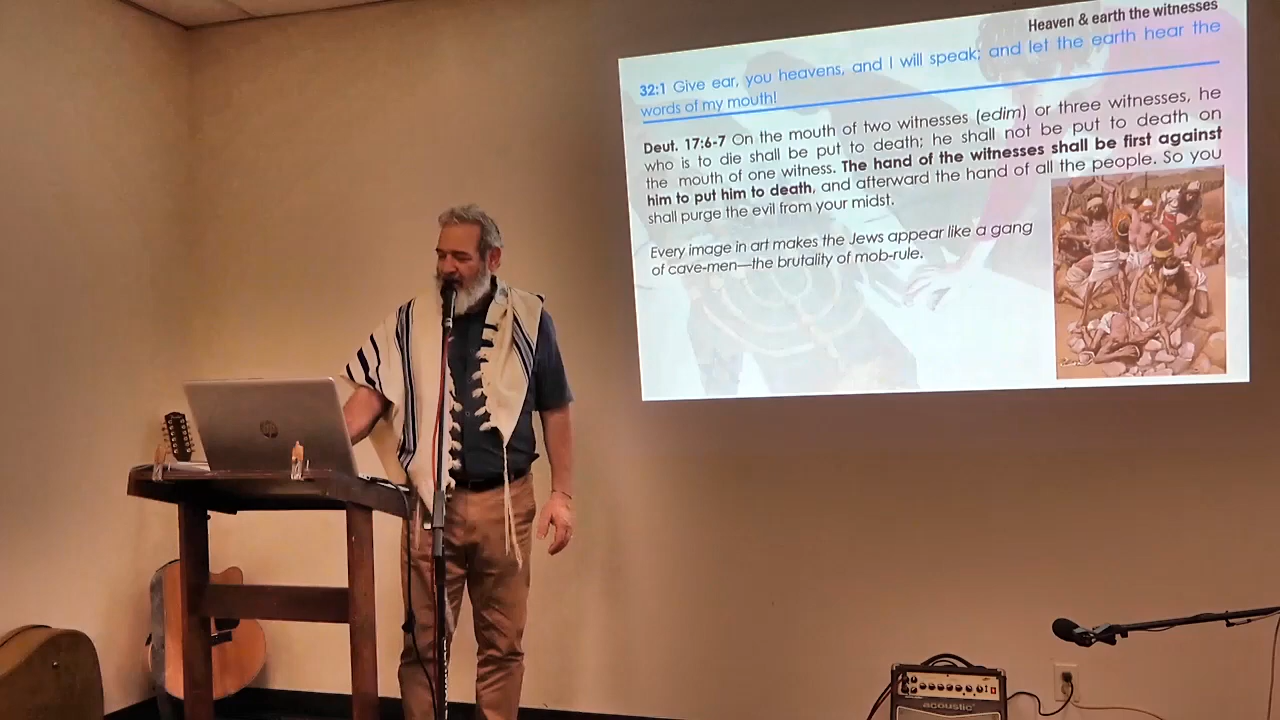 Heaven & earth the witnesses
32:1 Give ear, you heavens, and I will speak; and let the earth hear the
words of my mouth!
Deut. 17:6-7 On the mouth of two witnesses (edim) or three witnesses, he
who is to die shall be put to death; he shall not be put to death on
the mouth of one witness. The hand of the witnesses shall be first against
him to put him to death, and afterward the hand of all the people. So you
shall purge the evil from your midst.
Every image in art makes the Jews appear like a gang
of cave-men—the brutality of mob-rule.
hp
acoustic